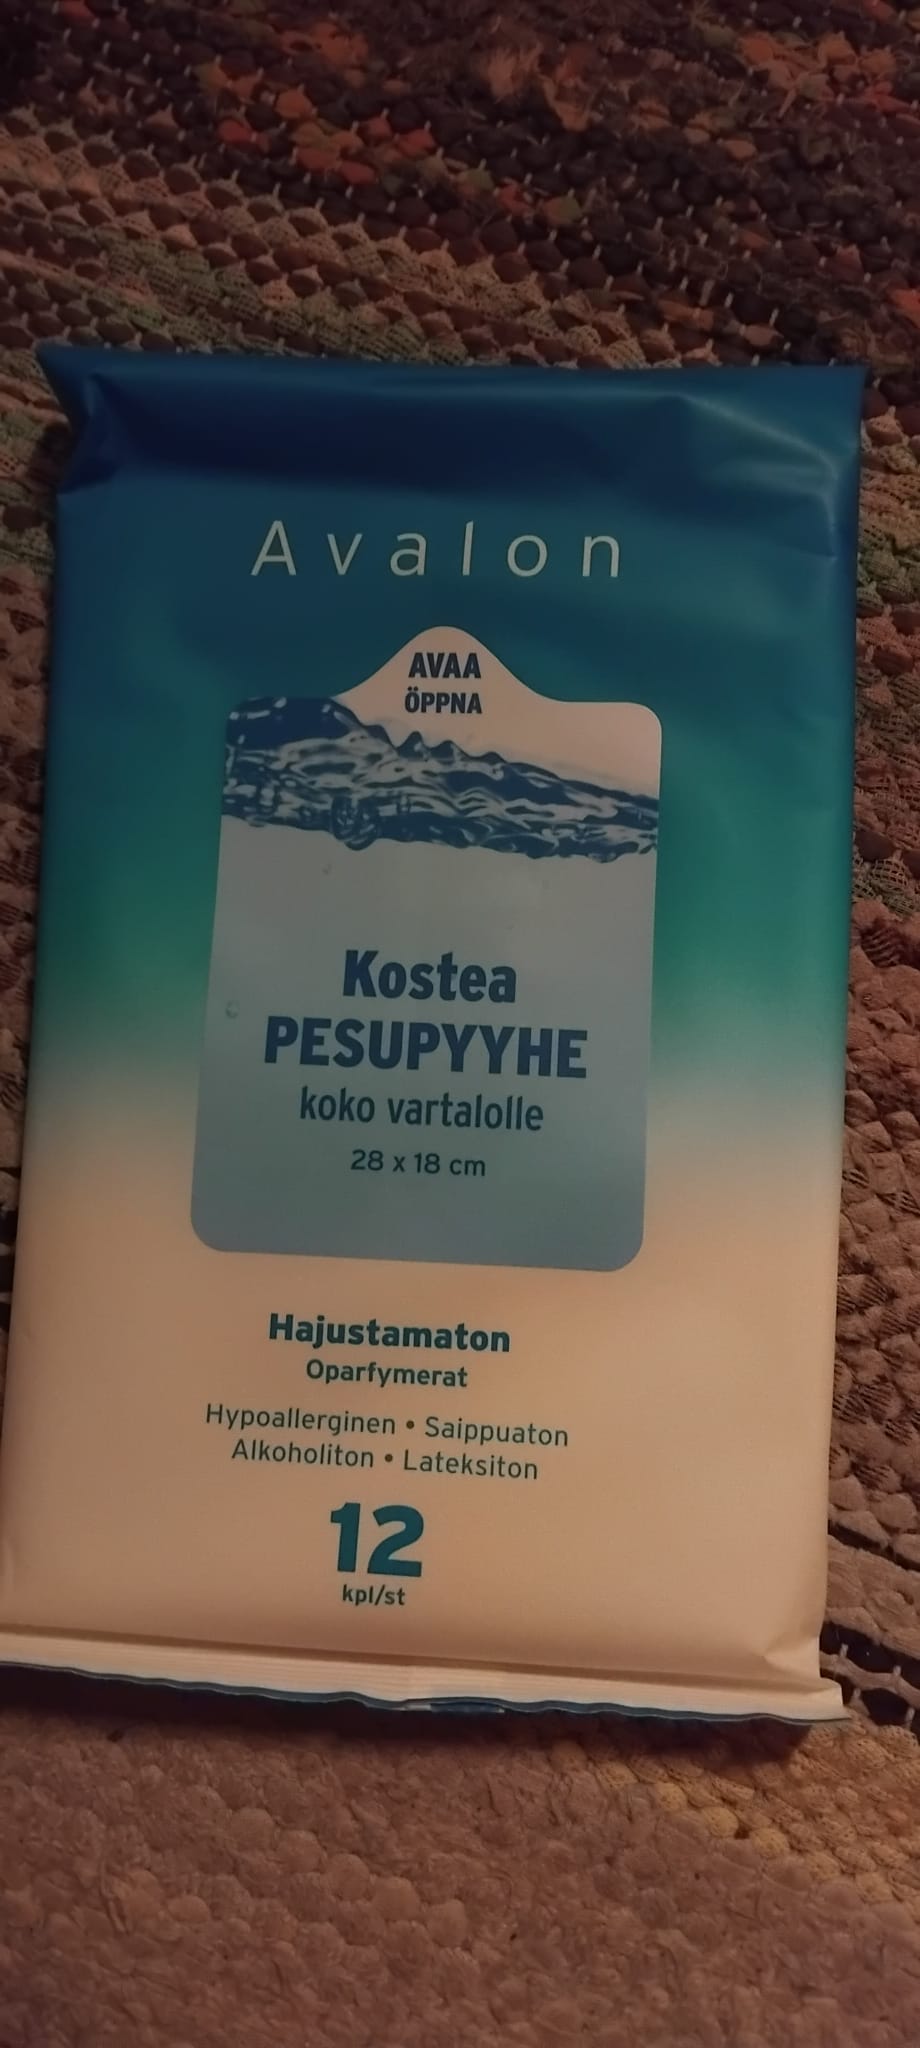 Avalon
AVAA
ÖPPNA
Kostea
PESUPYYHE
koko vartalolle
28 x 18 cm
Hajustamaton
Oparfymerat
Hypoallerginen • Saippuaton
Alkoholiton • Lateksiton
12
kpl/st